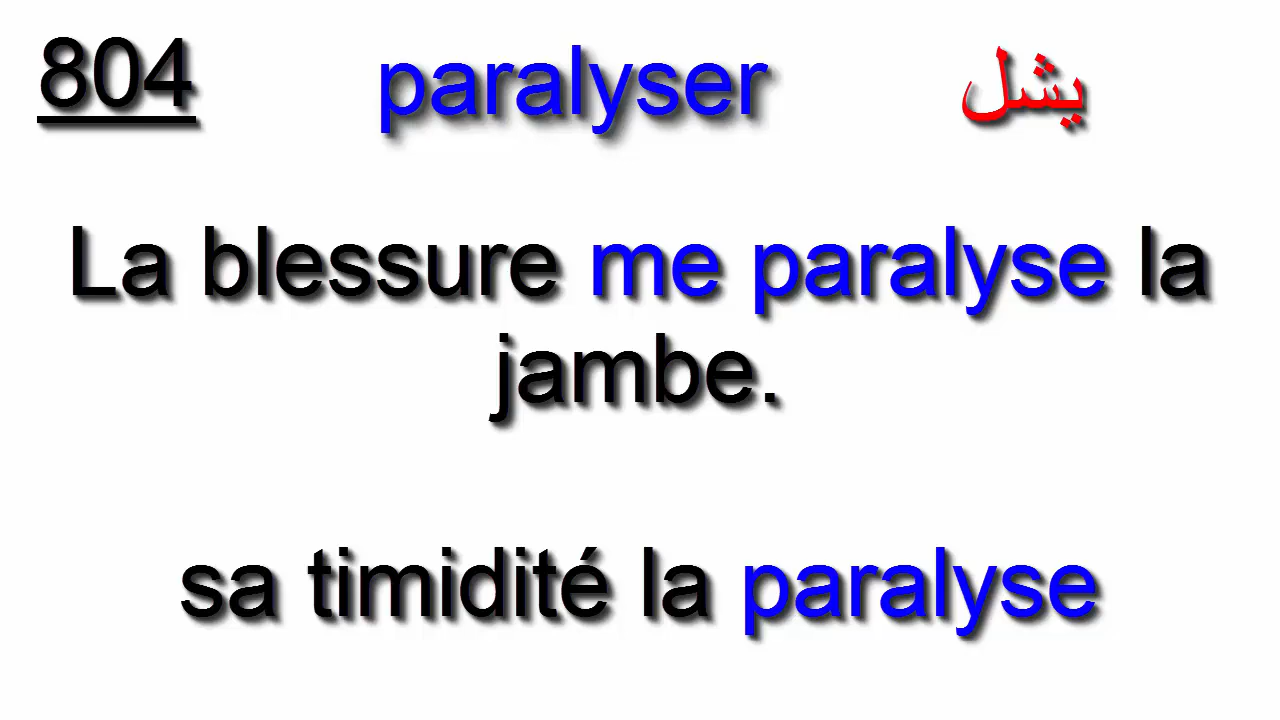 804 paralyser يشل
La blessure me paralyse la
jambe.
sa timidité la paralyse